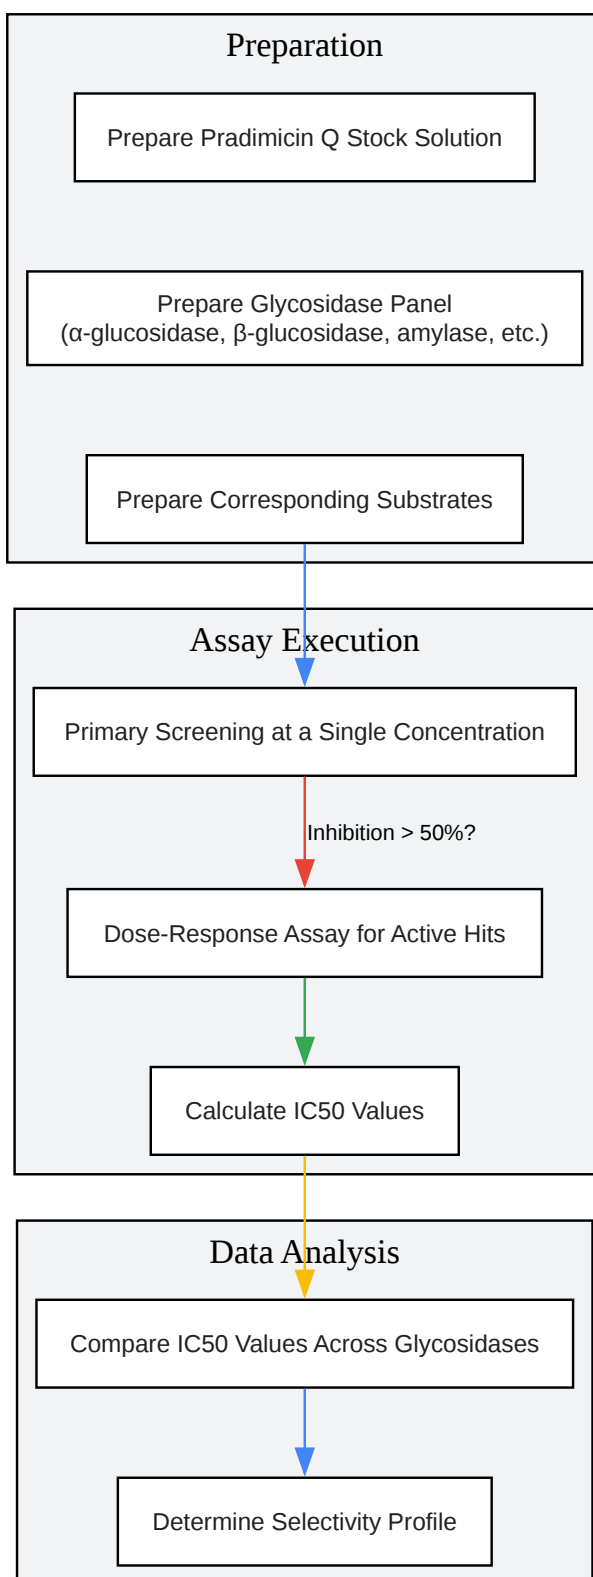 Preparation
Prepare Pradimicin Q Stock Solution
Prepare Glycosidase Panel
(α-glucosidase, β-glucosidase, amylase, etc.)
Prepare Corresponding Substrates
Assay Execution
Primary Screening at a Single Concentration
Inhibition > 50%?
Dose-Response Assay for Active Hits
Calculate IC50 Values
Data Analysis
Compare IC50 Values Across Glycosidases
Determine Selectivity Profile